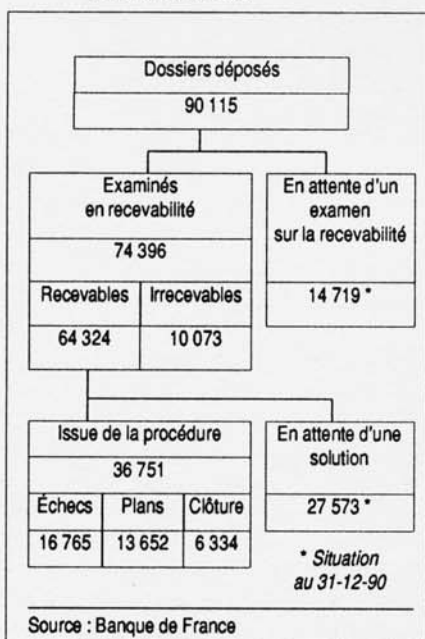 Dossiers déposés
90 115
Examinés
en recevabilité
74 396
Recevables Irrecevables
64 324 10 073
En attente d'un
examen
sur la recevabilité
14 719 *
Issue de la procédure
36 751
Échecs Plans Clôture
16 765 13 652 6 334
En attente d'une
solution
27 573 *
* Situation
au 31-12-90
Source : Banque de France